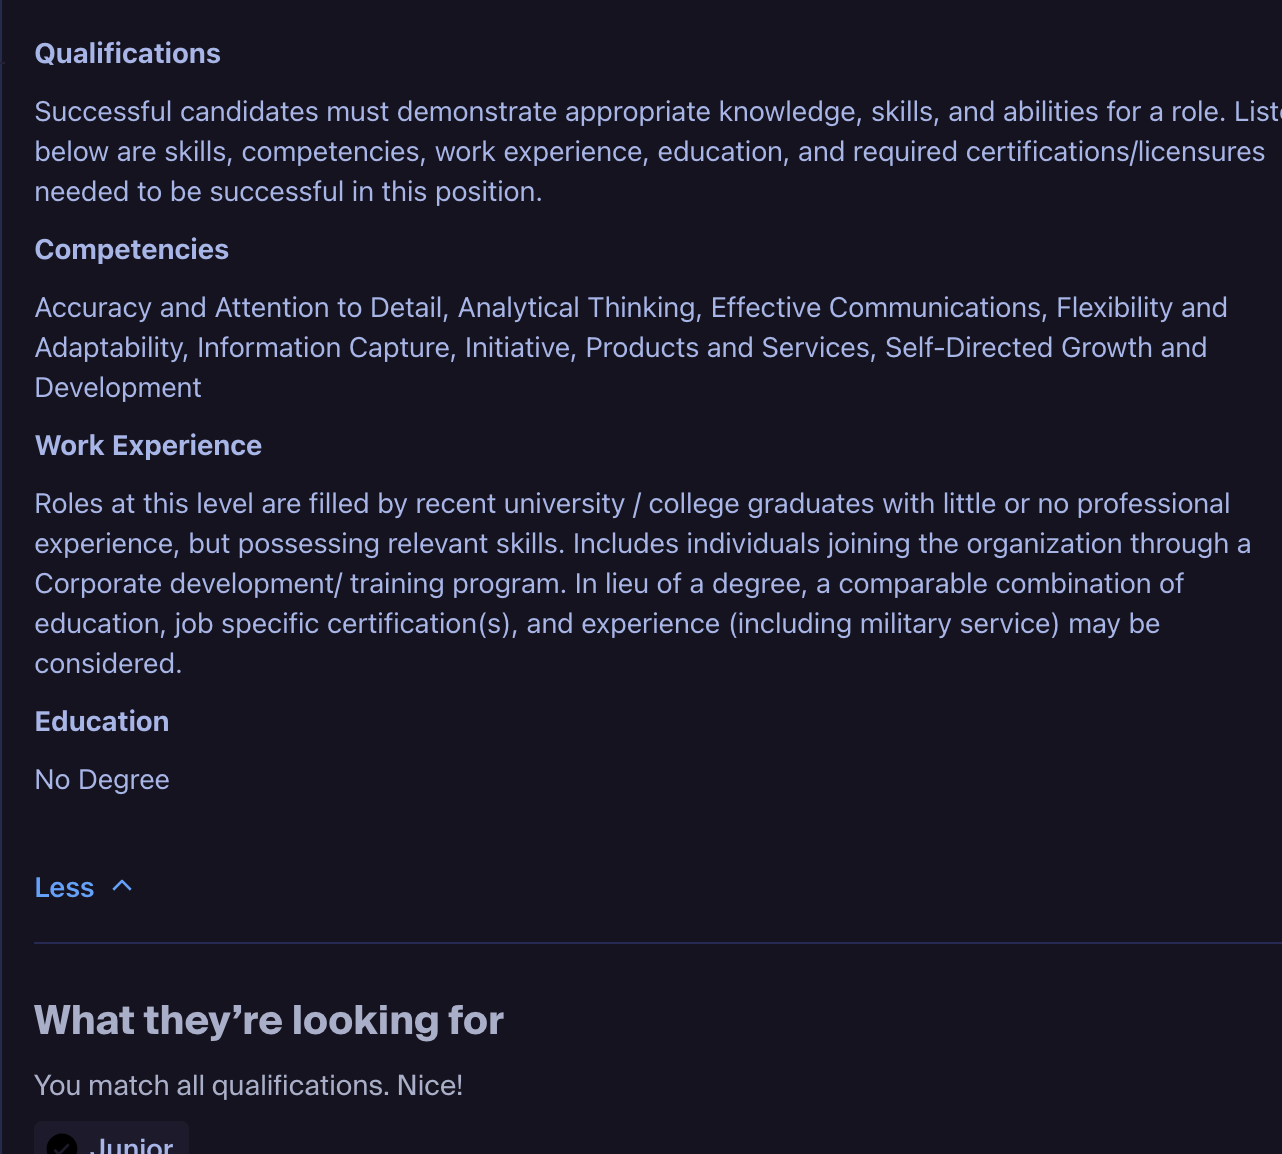 Qualifications
Successful candidates must demonstrate appropriate knowledge, skills, and abilities for a role.
below are skills, competencies, work experience, education, and required certifications/licensures
needed to be successful in this position.
Competencies
Accuracy and Attention to Detail, Analytical Thinking, Effective Communications, Flexibility and
Adaptability, Information Capture, Initiative, Products and Services, Self-Directed Growth and
Development
Work Experience
Roles at this level are filled by recent university / college graduates with little or no professional
experience, but possessing relevant skills. Includes individuals joining the organization through a
Corporate development/ training program. In lieu of a degree, a comparable combination of
education, job specific certification(s), and experience (including military service) may be
considered.
Education
No Degree
Less
What they’re looking for
You match all qualifications. Nice!
Junior